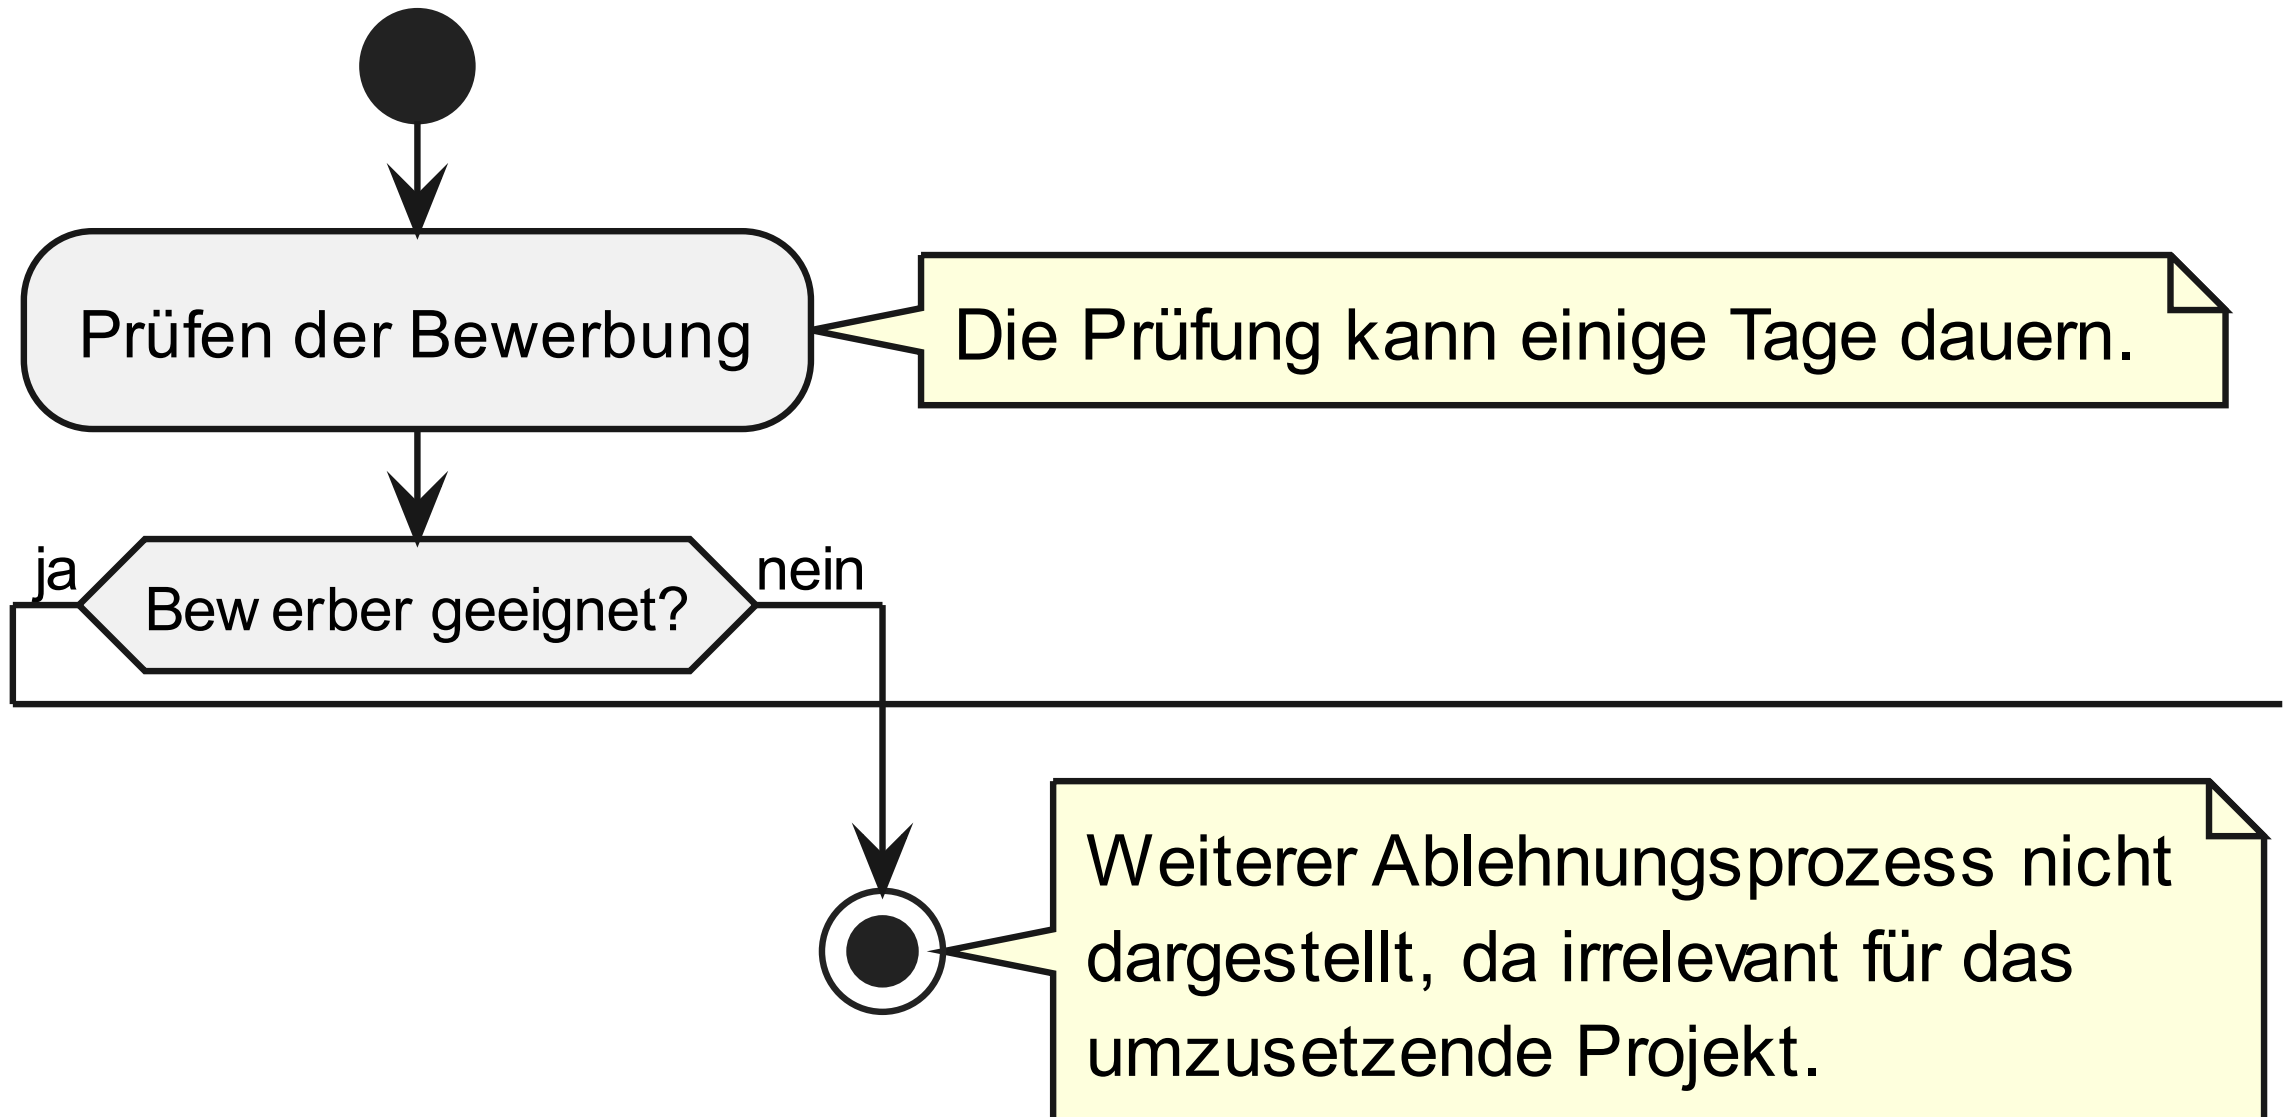 Prüfen der Bewerbung
Die Prüfung kann einige Tage dauern.
ja
Bewerber geeignet?
nein
Weiterer Ablehnungsprozess nicht
dargestellt, da irrelevant für das
umzusetzende Projekt.